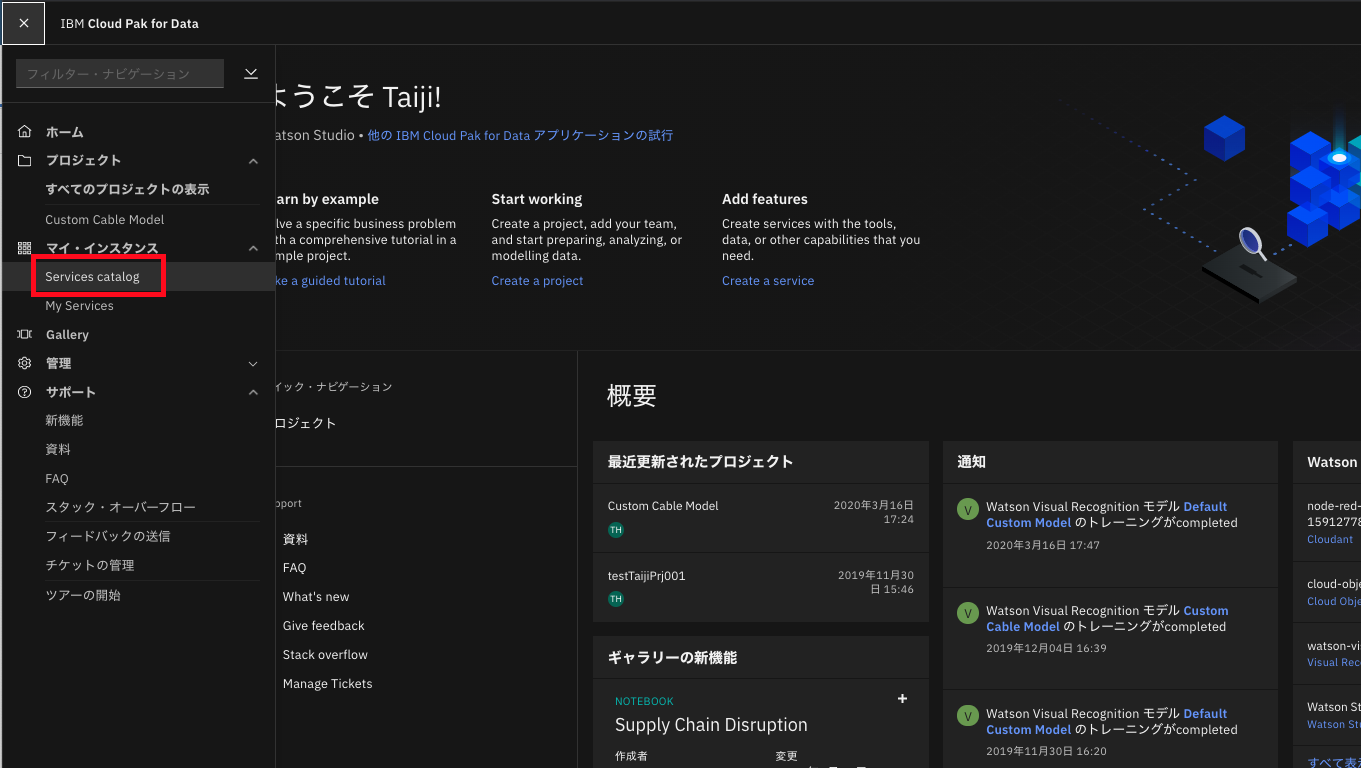 IBM Cloud Pak for Data
フィルター・ナビゲーション
ホーム
プロジェクト
すべてのプロジェクトの表示
Custom Cable Model
マイ・インスタンス
Services catalog
My Services
Gallery
管理
サポート
新機能
資料
FAQ
スタック・オーバーフロー
フィードバックの送信
チケットの管理
ツアーの開始
ようこそ Taiji!
atson Studio • 他の IBM Cloud Pak for Data アプリケーションの試行
arn by example
lve a specific business problem
th a comprehensive tutorial in a
mple project.
ke a guided tutorial
Start working
Create a project, add your team,
and start preparing, analyzing, or
modelling data.
Create a project
Add features
Create services with the tools,
data, or other capabilities that you
need.
Create a service
イック・ナビゲーション
ロジェクト
pport
資料
FAQ
What's new
Give feedback
Stack overflow
Manage Tickets
概要
最近更新されたプロジェクト
Custom Cable Model
2020年3月16日
17:24
TH
testTaijiPrj001
2019年11月30
日 15:46
TH
ギャラリーの新機能
NOTEBOOK
+
Supply Chain Disruption
作成者
変更
通知
V
Watson Visual Recognition モデル Default
Custom Model のトレーニングがcompleted
2020年3月16日 17:47
V
Watson Visual Recognition モデル Custom
Cable Model のトレーニングがcompleted
2019年12月04日 16:39
V
Watson Visual Recognition モデル Default
Custom Model のトレーニングがcompleted
2019年11月30日 16:20
Watson
node-red-
15912778
Cloudant
cloud-obje
Cloud Obje
watson-vi
Visual Rec
Watson St
Watson Stu
すべて表